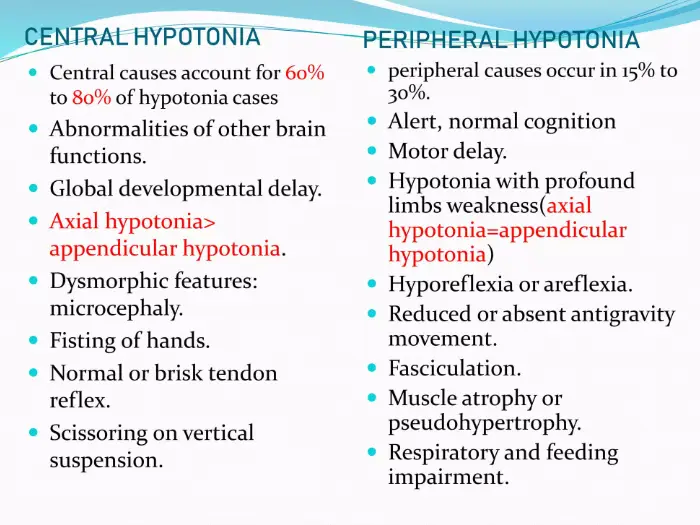 CENTRAL HYPOTONIA
• Central causes account for 60%
to 80% of hypotonia cases
• Abnormalities of other brain
functions.
• Global developmental delay.
• Axial hypotonia>
appendicular hypotonia.
• Dysmorphic features:
microcephaly.
• Fisting of hands.
• Normal or brisk tendon
reflex.
• Scissoring on vertical
suspension.
PERIPHERAL HYPOTONIA
• peripheral causes occur in 15% to
30%.
• Alert, normal cognition
• Motor delay.
• Hypotonia with profound
limbs weakness(axial
hypotonia=appendicular
hypotonia)
• Hyporeflexia or areflexia.
• Reduced or absent antigravity
movement.
• Fasciculation.
• Muscle atrophy or
pseudohypertrophy.
• Respiratory and feeding
impairment.